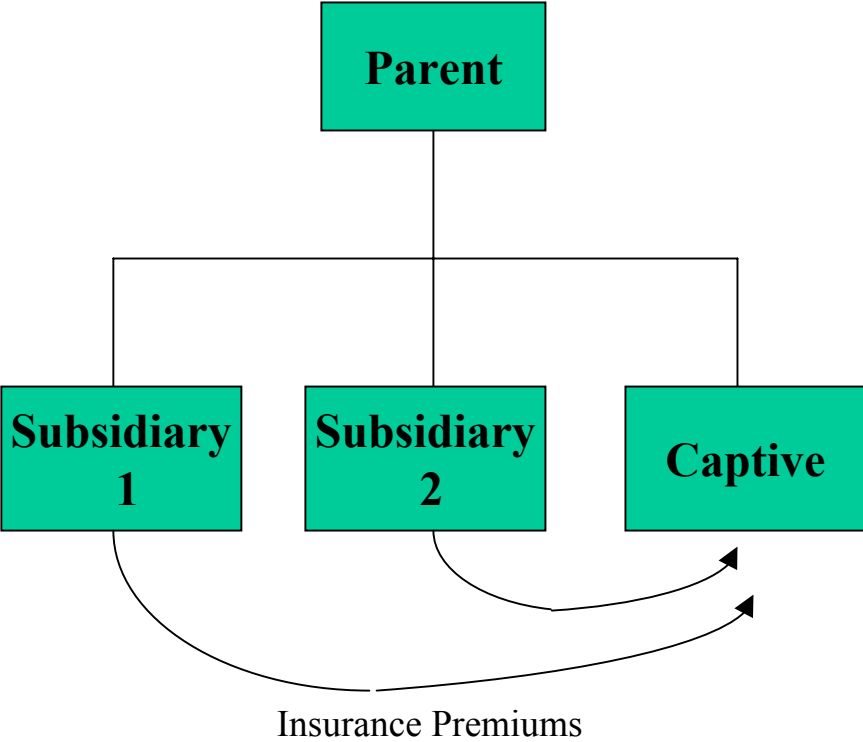 Parent
Subsidiary
1
Subsidiary
2
Captive
Insurance Premiums